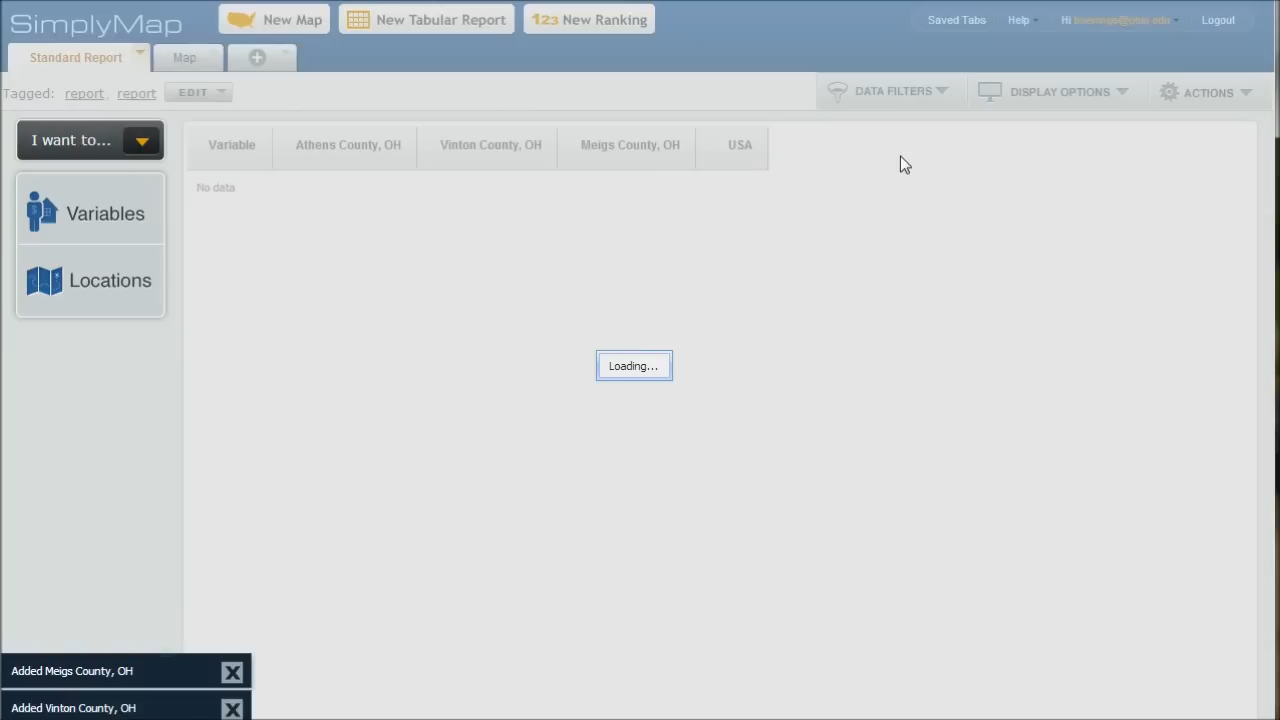 SimplyMap
New Map
New Tabular Report
123 New Ranking
Saved Tabs
Help
Hi
Logout
Standard Report
Map
Tagged: report, report
EDIT
DATA FILTERS
DISPLAY OPTIONS
ACTIONS
I want to...
Variables
Locations
Variable
Athens County, OH
Vinton County, OH
Meigs County, OH
USA
No data
Loading...
Added Meigs County, OH
X
Added Vinton County, OH
X